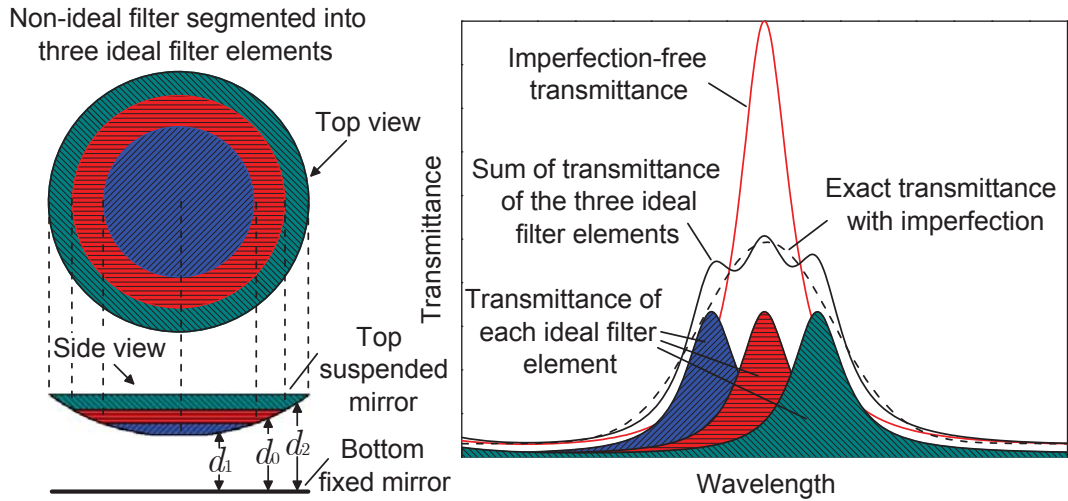 Non-ideal filter segmented into
three ideal filter elements
Top view
Side view
Top
suspended
mirror
d1
d0
d2
Bottom
fixed mirror
Transmittance
Imperfection-free
transmittance
Sum of transmittance
of the three ideal
filter elements
Exact transmittance
with imperfection
Transmittance of
each ideal filter
element
Wavelength